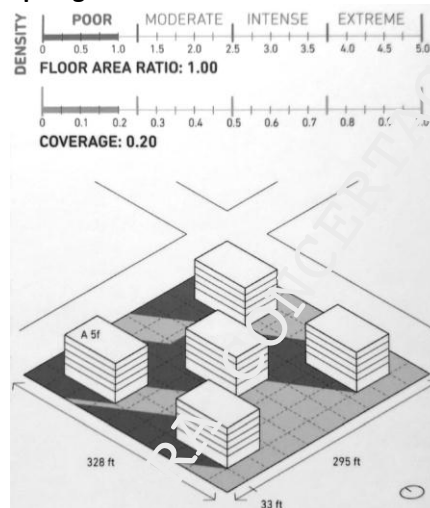 DENSITY
POOR MODERATE INTENSE EXTREME
0 0.5 1.0 1.5 2.0 2.5 3.0 3.5 4.0 4.5 5.0
FLOOR AREA RATIO: 1.00
0 0.1 0.2 0.3 0.4 0.5 0.6 0.7 0.8
COVERAGE: 0.20
A 5f
328 ft
295 ft
33 ft